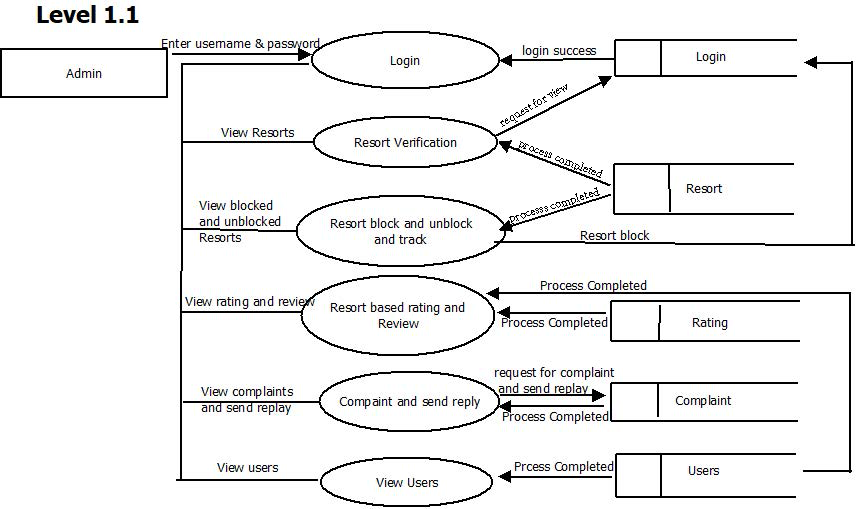 Level 1.1
Enter username & password
Admin
Login
login success
Login
request for view
View Resorts
Resort Verification
process completed
Resort
processs completed
View blocked
and unblocked
Resorts
Resort block and unblock
and track
Resort block
Process Completed
View rating and review
Resort based rating and
Review
Process Completed
Rating
request for complaint
and send replay
View complaints
and send replay
Compaint and send reply
Complaint
Process Completed
View users
View Users
Prcess Completed
Users